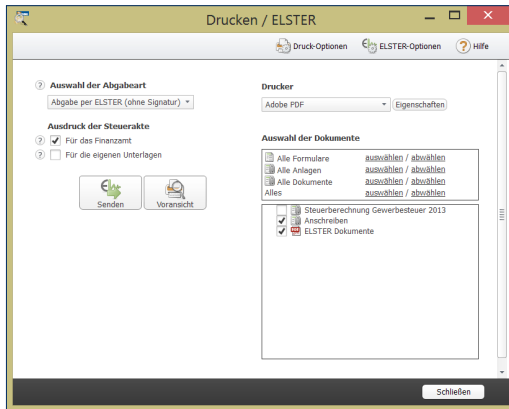 Drucken / ELSTER
Druck-Optionen ELSTER-Optionen ? Hilfe
? Auswahl der Abgabeart
Abgabe per ELSTER (ohne Signatur)
Ausdruck der Steuerakte
? Für das Finanzamt
? Für die eigenen Unterlagen
Senden Voransicht
Drucker
Adobe PDF Eigenschaften
Auswahl der Dokumente
Alle Formulare auswählen / abwählen
Alle Anlagen auswählen / abwählen
Alle Dokumente auswählen / abwählen
Alles auswählen / abwählen
Steuerberechnung Gewerbesteuer 2013
Anschreiben
ELSTER Dokumente
Schließen